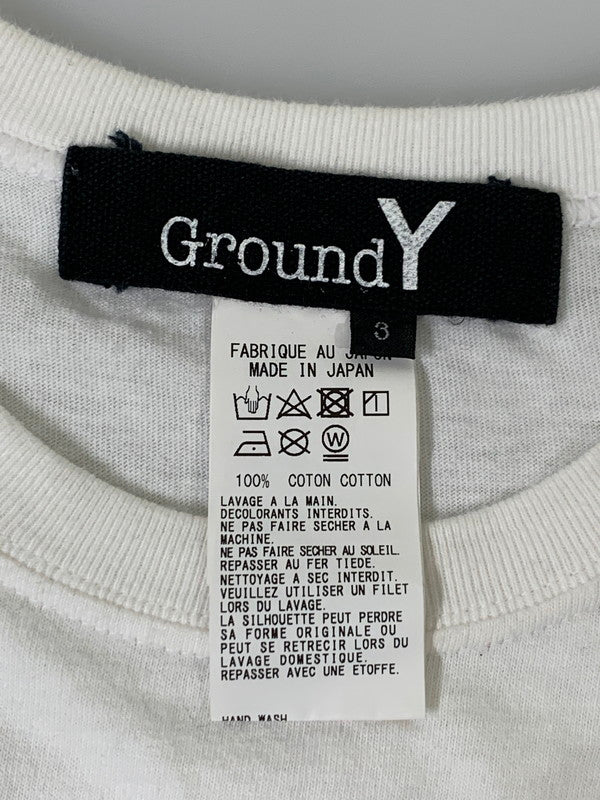 GroundY
3
FABRIQUE AU JAPON
MADE IN JAPAN
1
W
100% COTON COTTON
LAVAGE A LA MAIN.
DECOLORANTS INTERDITS.
NE PAS FAIRE SECHER A LA
MACHINE.
NE PAS FAIRE SECHER AU SOLEIL.
REPASSER AU FER TIEDE.
NETTOYAGE A SEC INTERDIT.
VEUILLEZ UTILISER UN FILET
LORS DU LAVAGE.
LA SILHOUETTE PEUT PERDRE
SA FORME ORIGINALE OU
PEUT SE RETRECIR LORS DU
LAVAGE DOMESTIQUE.
REPASSER AVEC UNE ETOFFE.
HAND WASH